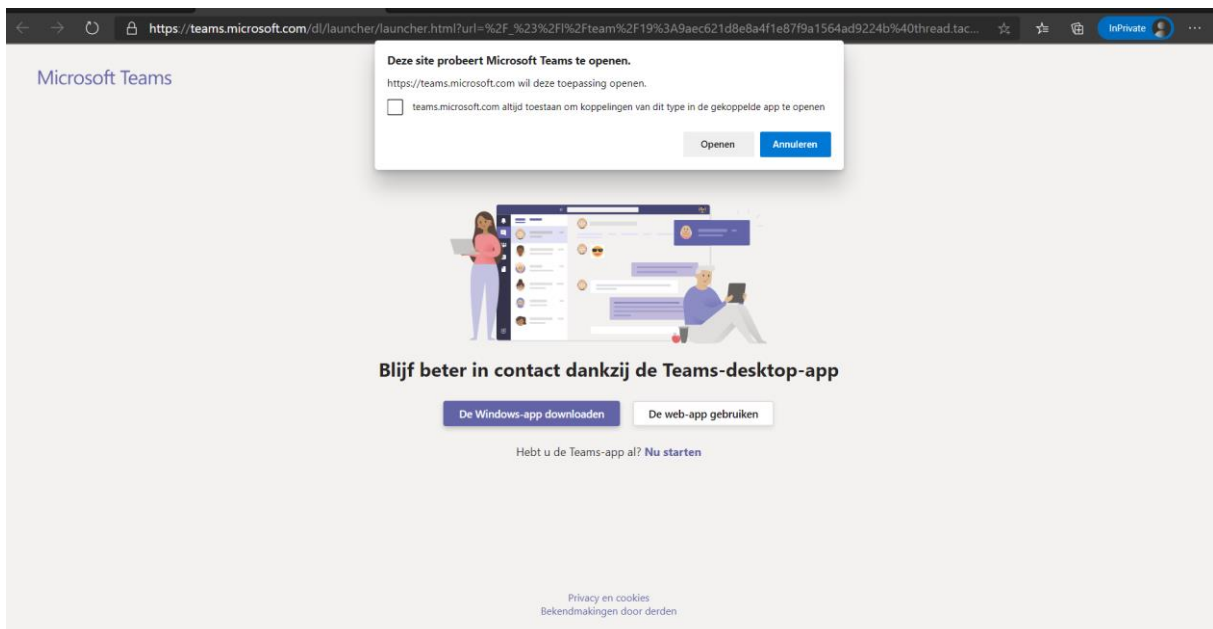 https://teams.microsoft.com/dl/launcher/launcher.html?url=%2F_%23%2Fl%2Fteam%2F19%3A9aec621d8e8a4f1e87f9a1564ad9224b%40thread.tac...
InPrivate
Microsoft Teams
Deze site probeert Microsoft Teams te openen.
https://teams.microsoft.com wil deze toepassing openen.
teams.microsoft.com altijd toestaan om koppelingen van dit type in de gekoppelde app te openen
Openen Annuleren
Blijf beter in contact dankzij de Teams-desktop-app
De Windows-app downloaden De web-app gebruiken
Hebt u de Teams-app al? Nu starten
Privacy en cookies
Bekendmakingen door derden